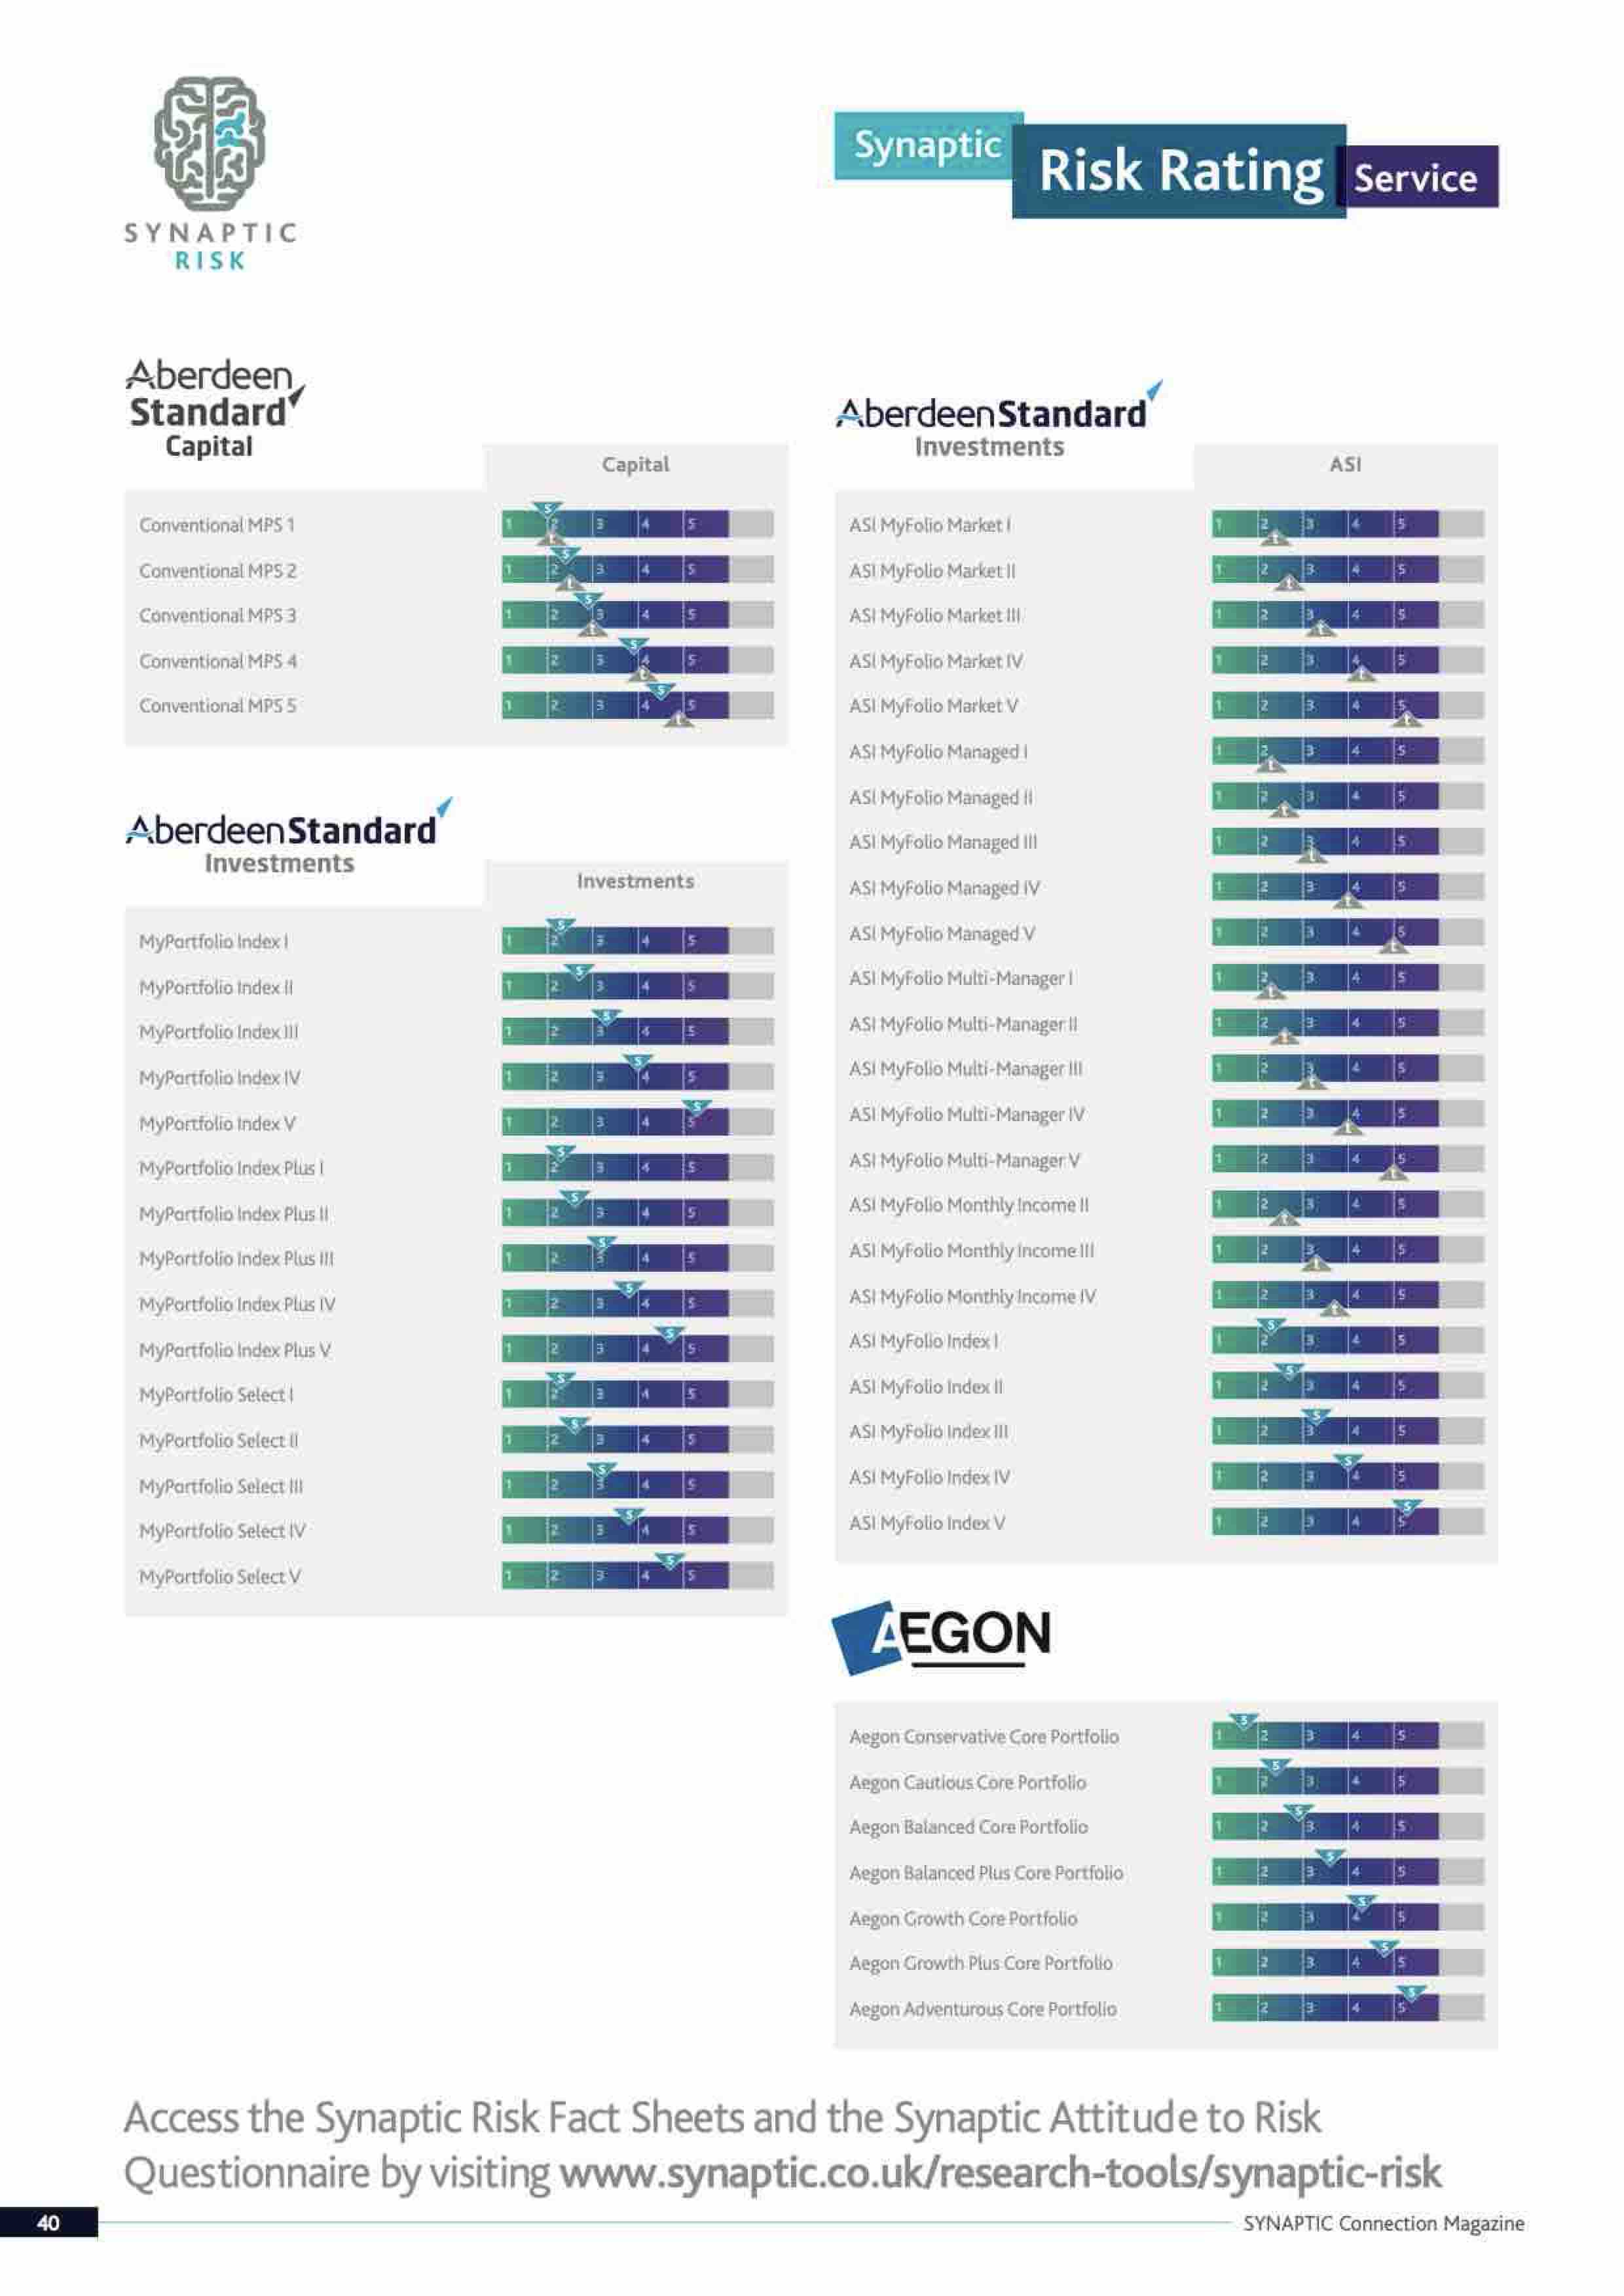 SYNAPTIC
RISK
Synaptic
Risk Rating
Service
Aberdeen
Standard
Capital
Capital
Conventional MPS 1
1 2 3 4 5
Conventional MPS 2
1 2 3 4 5
Conventional MPS 3
1 2 3 4 5
Conventional MPS 4
1 2 3 4 5
Conventional MPS 5
1 2 3 4 5
Aberdeen Standard
Investments
Investments
MyPortfolio Index I
1 2 3 4 5
MyPortfolio Index II
1 2 3 4 5
MyPortfolio Index III
1 2 3 4 5
MyPortfolio Index IV
1 2 3 4 5
MyPortfolio Index V
1 2 3 4 5
MyPortfolio Index Plus I
1 2 3 4 5
MyPortfolio Index Plus II
1 2 3 4 5
MyPortfolio Index Plus III
1 2 3 4 5
MyPortfolio Index Plus IV
1 2 3 4 5
MyPortfolio Index Plus V
1 2 3 4 5
MyPortfolio Select I
1 2 3 4 5
MyPortfolio Select II
1 2 3 4 5
MyPortfolio Select III
1 2 3 4 5
MyPortfolio Select IV
1 2 3 4 5
MyPortfolio Select V
1 2 3 4 5
Aberdeen Standard
Investments
ASI
ASI MyFolio Market I
1 2 3 4 5
ASI MyFolio Market II
1 2 3 4 5
ASI MyFolio Market III
1 2 3 4 5
ASI MyFolio Market IV
1 2 3 4 5
ASI MyFolio Market V
1 2 3 4 5
ASI MyFolio Managed I
1 2 3 4 5
ASI MyFolio Managed II
1 2 3 4 5
ASI MyFolio Managed III
1 2 3 4 5
ASI MyFolio Managed IV
1 2 3 4 5
ASI MyFolio Managed V
1 2 3 4 5
ASI MyFolio Multi-Manager I
1 2 3 4 5
ASI MyFolio Multi-Manager II
1 2 3 4 5
ASI MyFolio Multi-Manager III
1 2 3 4 5
ASI MyFolio Multi-Manager IV
1 2 3 4 5
ASI MyFolio Multi-Manager V
1 2 3 4 5
ASI MyFolio Monthly Income II
1 2 3 4 5
ASI MyFolio Monthly Income III
1 2 3 4 5
ASI MyFolio Monthly Income IV
1 2 3 4 5
ASI MyFolio Index I
1 2 3 4 5
ASI MyFolio Index II
1 2 3 4 5
ASI MyFolio Index III
1 2 3 4 5
ASI MyFolio Index IV
1 2 3 4 5
ASI MyFolio Index V
1 2 3 4 5
AEGON
Aegon Conservative Core Portfolio
1 2 3 4 5
Aegon Cautious Core Portfolio
1 2 3 4 5
Aegon Balanced Core Portfolio
1 2 3 4 5
Aegon Balanced Plus Core Portfolio
1 2 3 4 5
Aegon Growth Core Portfolio
1 2 3 4 5
Aegon Growth Plus Core Portfolio
1 2 3 4 5
Aegon Adventurous Core Portfolio
1 2 3 4 5
Access the Synaptic Risk Fact Sheets and the Synaptic Attitude to Risk
Questionnaire by visiting www.synaptic.co.uk/research-tools/synaptic-risk
40
SYNAPTIC Connection Magazine